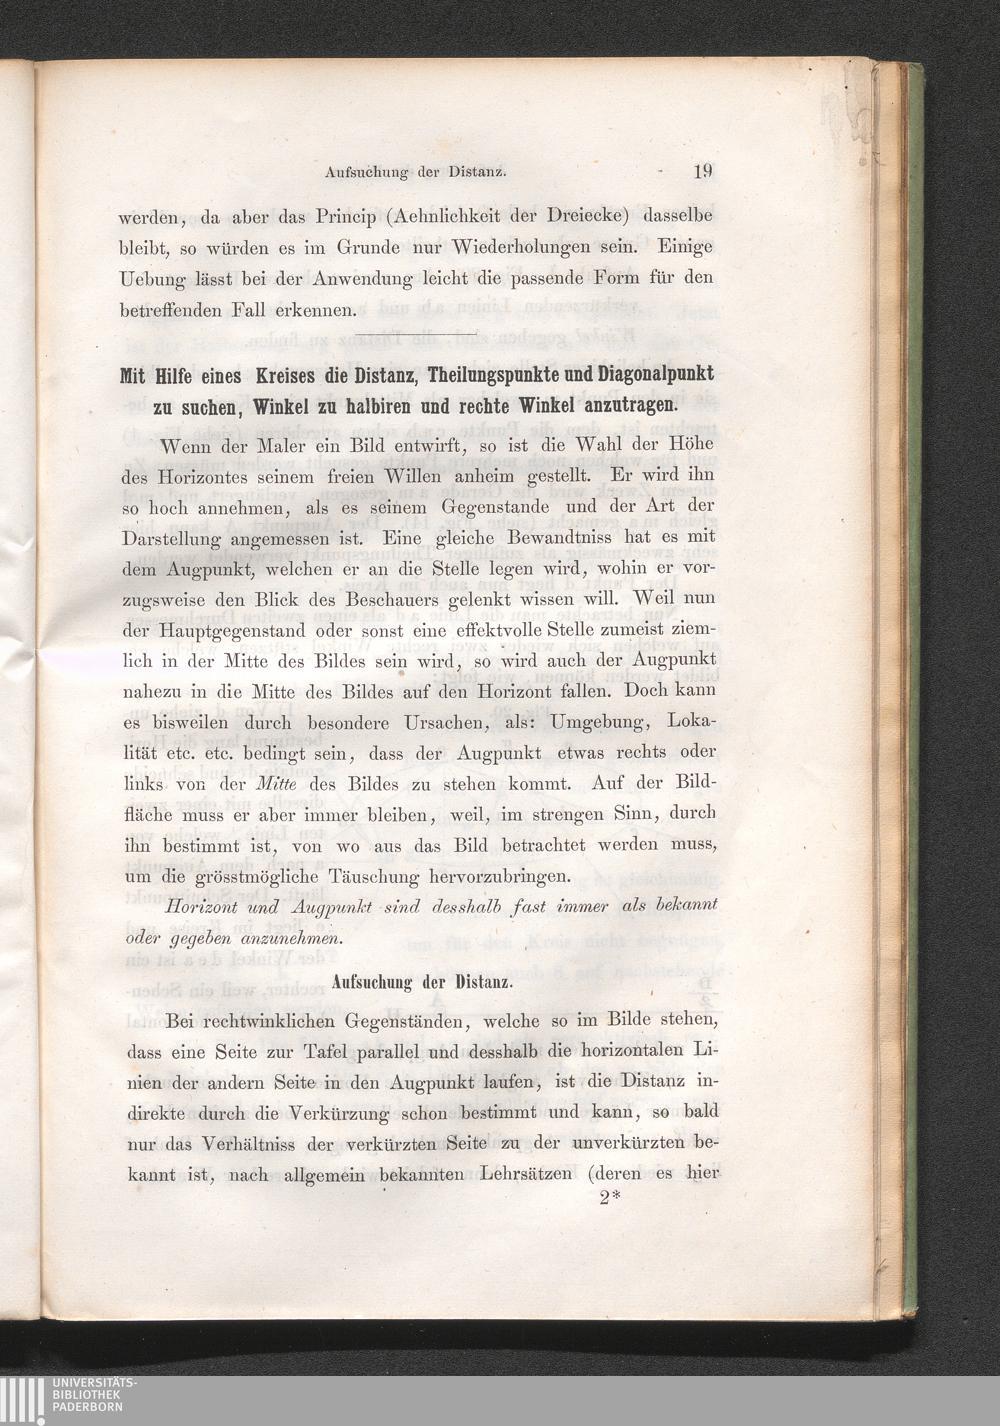 Aufsuchung der Distanz. 19
werden, da aber das Princip (Aehnlichkeit der Dreiecke) dasselbe
bleibt, so würden es im Grunde nur Wiederholungen sein. Einige
Uebung lässt bei der Anwendung leicht die passende Form für den
betreffenden Fall erkennen.
Mit Hilfe eines Kreises die Distanz, Theilungspunkte und Diagonalpunkt
zu suchen, Winkel zu halbiren und rechte Winkel anzutragen.
Wenn der Maler ein Bild entwirft, so ist die Wahl der Höhe
des Horizontes seinem freien Willen anheim gestellt. Er wird ihn
so hoch annehmen, als es seinem Gegenstande und der Art der
Darstellung angemessen ist. Eine gleiche Bewandtniss hat es mit
dem Augpunkt, welchen er an die Stelle legen wird, wohin er vor-
zugsweise den Blick des Beschauers gelenkt wissen will. Weil nun
der Hauptgegenstand oder sonst eine effektvolle Stelle zumeist ziem-
lich in der Mitte des Bildes sein wird, so wird auch der Augpunkt
nahezu in die Mitte des Bildes auf den Horizont fallen. Doch kann
es bisweilen durch besondere Ursachen, als: Umgebung, Loka-
lität etc. etc. bedingt sein, dass der Augpunkt etwas rechts oder
links von der Mitte des Bildes zu stehen kommt. Auf der Bild-
fläche muss er aber immer bleiben, weil, im strengen Sinn, durch
ihn bestimmt ist, von wo aus das Bild betrachtet werden muss,
um die grösstmögliche Täuschung hervorzubringen.
Horizont und Augpunkt sind desshalb fast immer als bekannt
oder gegeben anzunehmen.
Aufsuchung der Distanz.
Bei rechtwinklichen Gegenständen, welche so im Bilde stehen,
dass eine Seite zur Tafel parallel und desshalb die horizontalen Li-
nien der andern Seite in den Augpunkt laufen, ist die Distanz in-
direkte durch die Verkürzung schon bestimmt und kann, so bald
nur das Verhältniss der verkürzten Seite zu der unverkürzten be-
kannt ist, nach allgemein bekannten Lehrsätzen (deren es hier
2*
UNIVERSITÄTS-
BIBLIOTHEK
PADERBORN